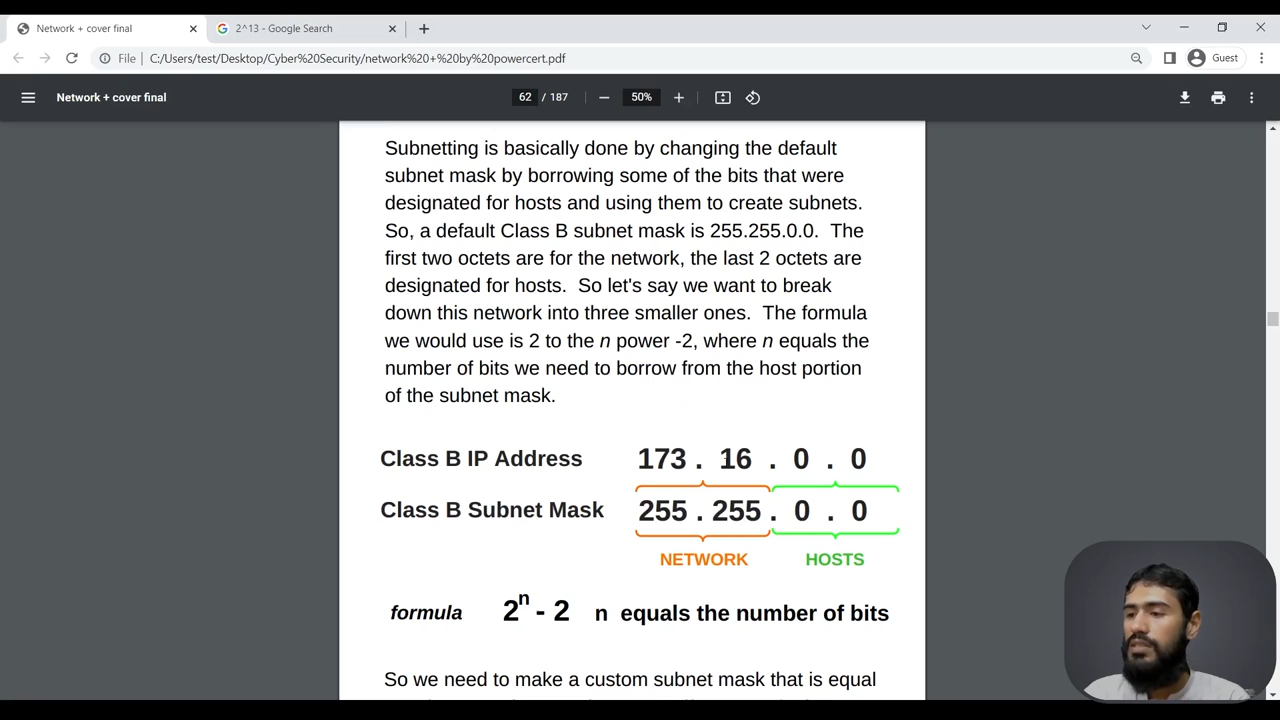 Network + cover final
2^13 - Google Search
File
C:/Users/test/Desktop/Cyber%20Security/network%20+%20by%20powercert.pdf
Guest
Network + cover final
62 / 187
50%
Subnetting is basically done by changing the default
subnet mask by borrowing some of the bits that were
designated for hosts and using them to create subnets.
So, a default Class B subnet mask is 255.255.0.0. The
first two octets are for the network, the last 2 octets are
designated for hosts. So let's say we want to break
down this network into three smaller ones. The formula
we would use is 2 to the n power -2, where n equals the
number of bits we need to borrow from the host portion
of the subnet mask.
Class B IP Address 173 . 16 . 0 . 0
Class B Subnet Mask 255 . 255 . 0 . 0
NETWORK HOSTS
formula 2^n - 2 n equals the number of bits
So we need to make a custom subnet mask that is equal